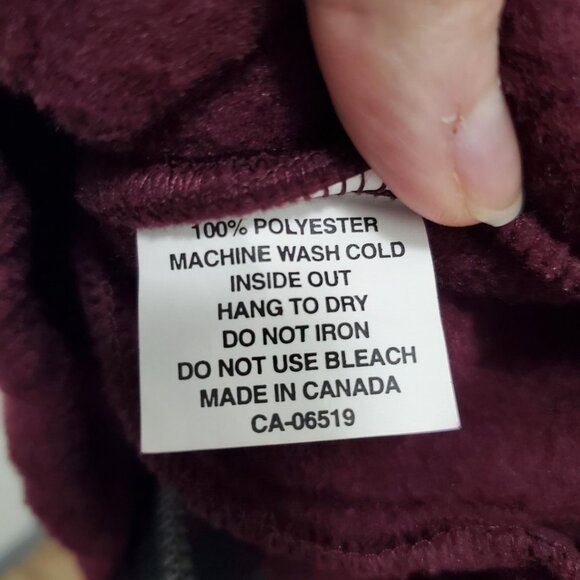 100% POLYESTER
MACHINE WASH COLD
INSIDE OUT
HANG TO DRY
DO NOT IRON
DO NOT USE BLEACH
MADE IN CANADA
CA-06519